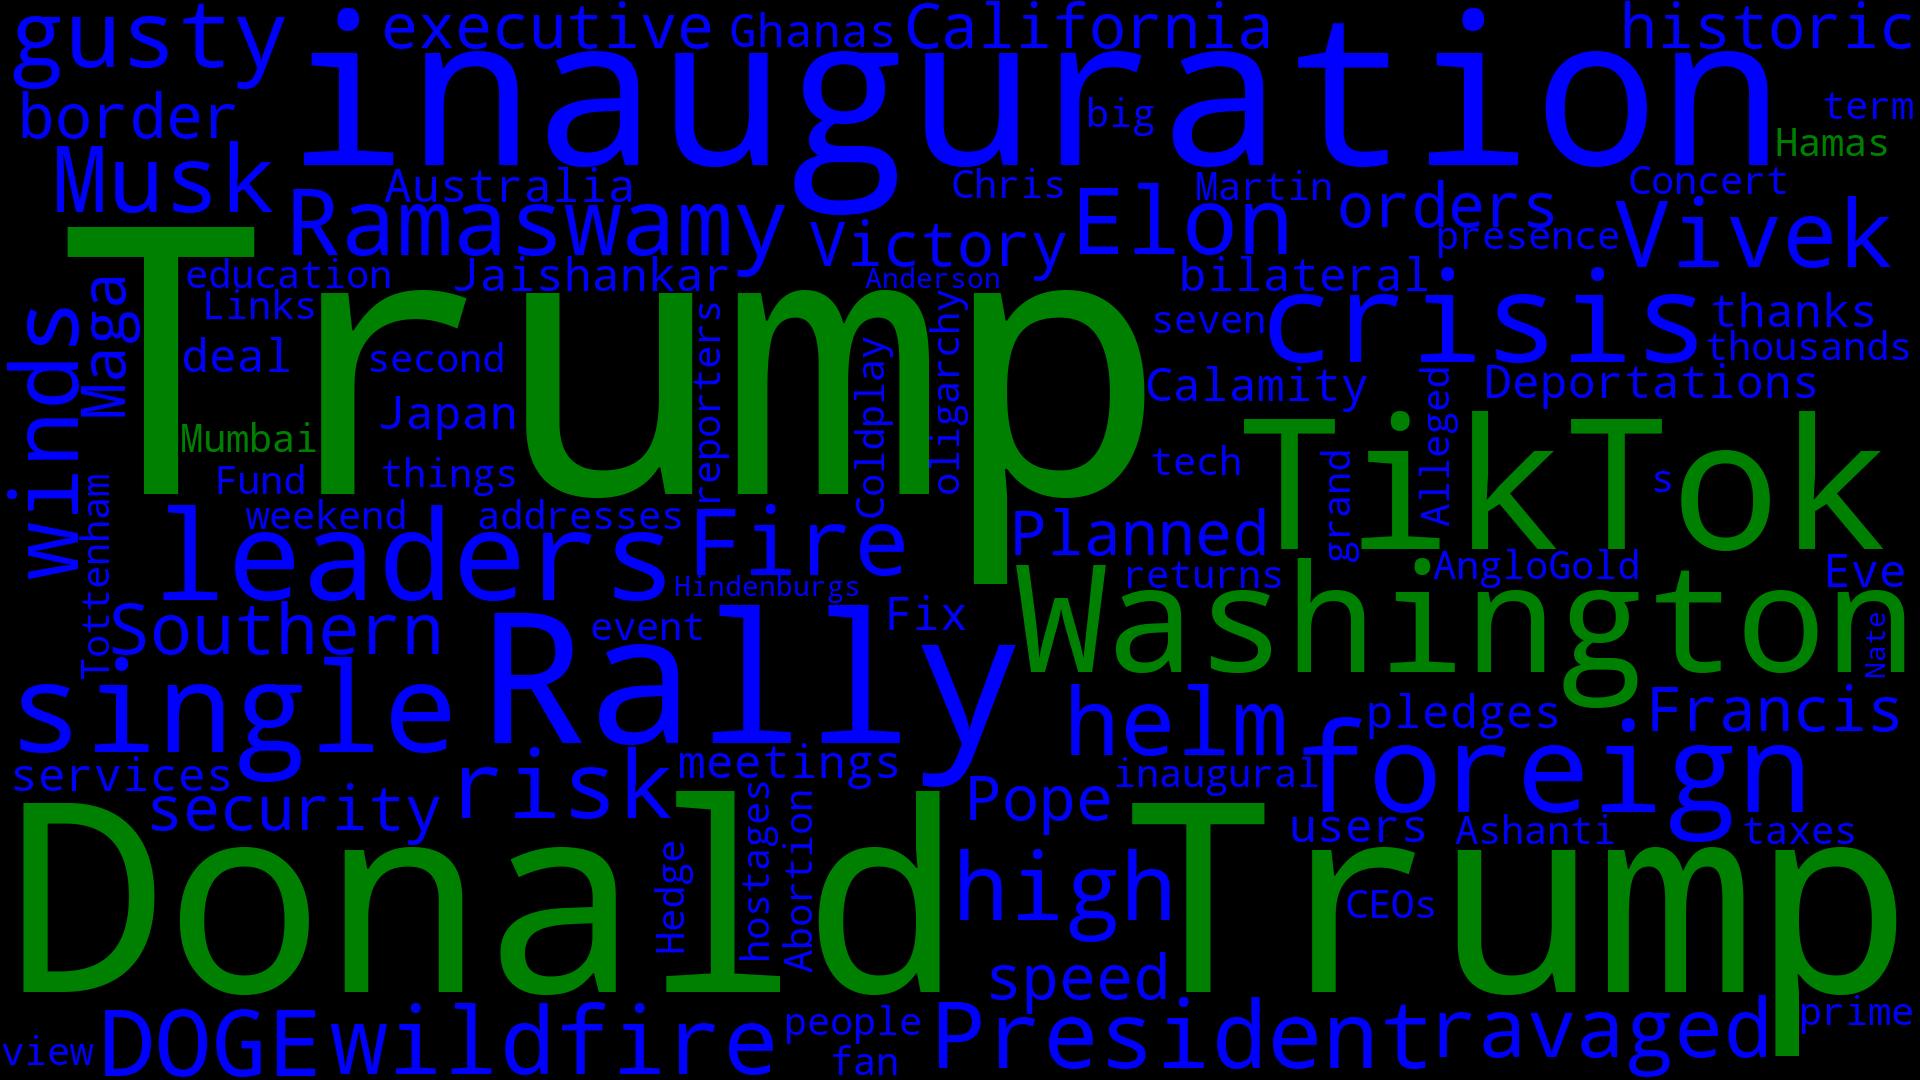 gusty
executive
Ghanas
California
historic
inauguration
border
big
term
Hamas
Musk
Australia
Chris
Martin
Concert
Ramaswamy
Elon
orders
Vivek
Victory
presence
Trump
education
Jaishankar
Anderson
bilateral
crisis
Links
Maga
winds
seven
thanks
thousands
deal
second
reporters
Coldplay
oligarchy
Calamity
Deportations
Japan
Alleged
TikTok
Mumbai
Fund
things
tech
grand
s
weekend
addresses
leaders
Fire
Planned
Tottenham
Hindenburgs
returns
AngloGold
Eve
Washington
Southern
event
Fix
Nate
Rally
single
helm
pledges
Francis
foreign
services
security
risk
meetings
inaugural
Pope
users
Ashanti
taxes
Donald Trump
Hedge
hostages
Abortion
high
CEOs
speed
view
DOGE
wildfire
people
fan
President
ravaged
prime